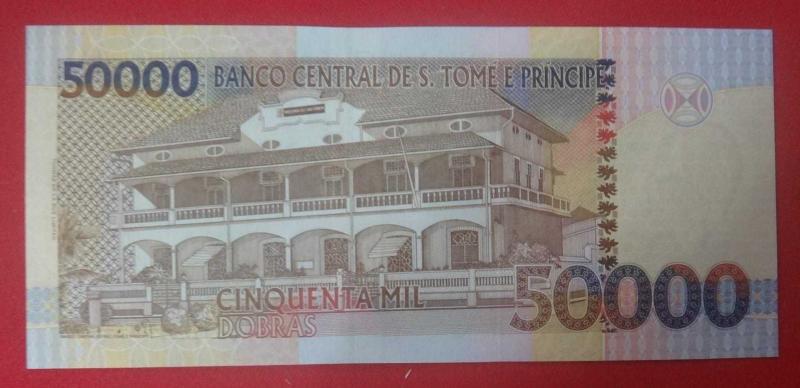 50000 BANCO CENTRAL DE S. TOMÉ E PRÍNCIPE
CINQUENTA MIL
DOBRAS
50000